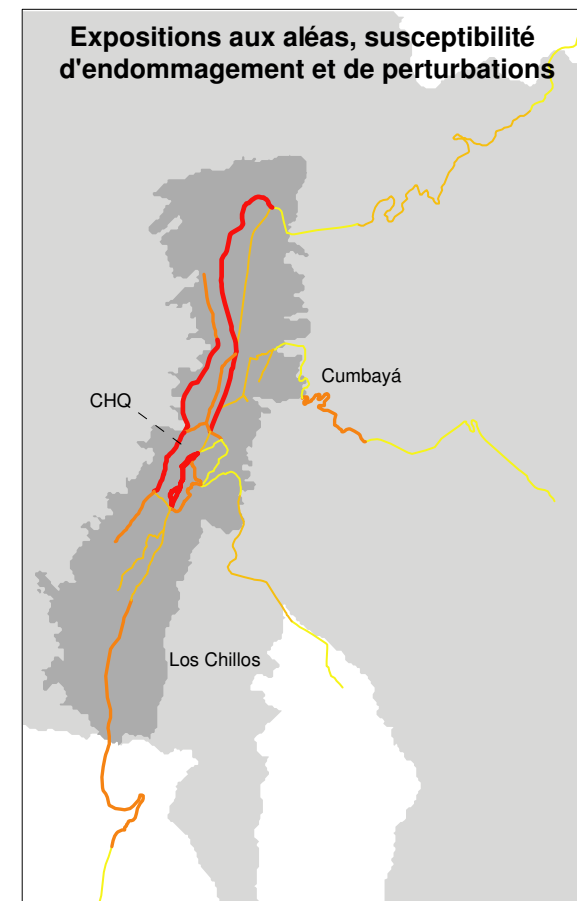 Expositions aux aléas, susceptibilité
d'endommagement et de perturbations
Cumbayá
CHQ
Los Chillos